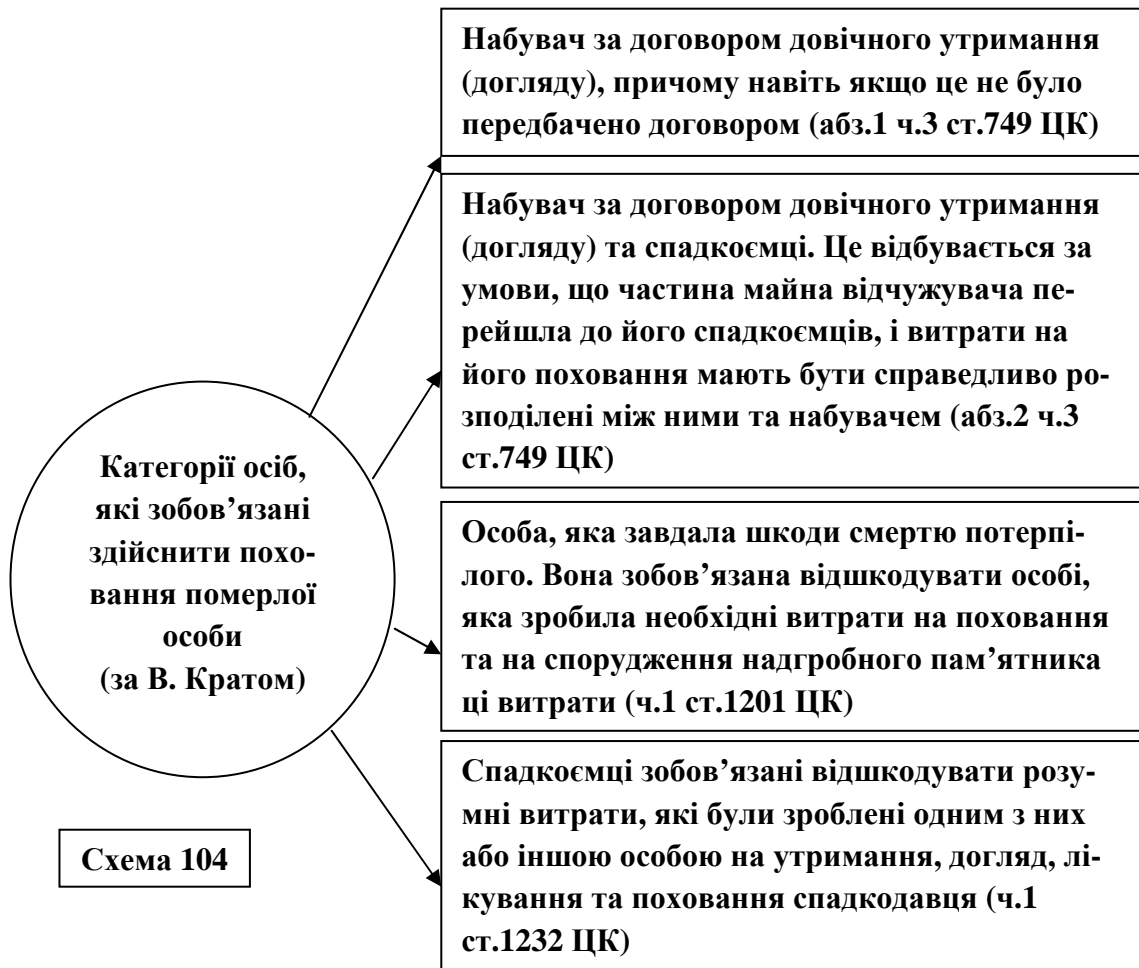 Набувач за договором довічного утримання
(догляду), причому навіть якщо це не було
передбачено договором (абз.1 ч.3 ст.749 ЦК)
Набувач за договором довічного утримання
(догляду) та спадкоємці. Це відбувається за
умови, що частина майна відчужувача пе-
рейшла до його спадкоємців, і витрати на
його поховання мають бути справедливо ро-
зподілені між ними та набувачем (абз.2 ч.3
ст.749 ЦК)
Категорії осіб,
які зобов’язані
здійснити похо-
вання померлої
особи
(за В. Кратом)
Особа, яка завдала шкоди смертю потерпі-
лого. Вона зобов’язана відшкодувати особі,
яка зробила необхідні витрати на поховання
та на спорудження надгробного пам’ятника
ці витрати (ч.1 ст.1201 ЦК)
Спадкоємці зобов’язані відшкодувати розу-
мні витрати, які були зроблені одним з них
або іншою особою на утримання, догляд, лі-
кування та поховання спадкодавця (ч.1
ст.1232 ЦК)
Схема 104